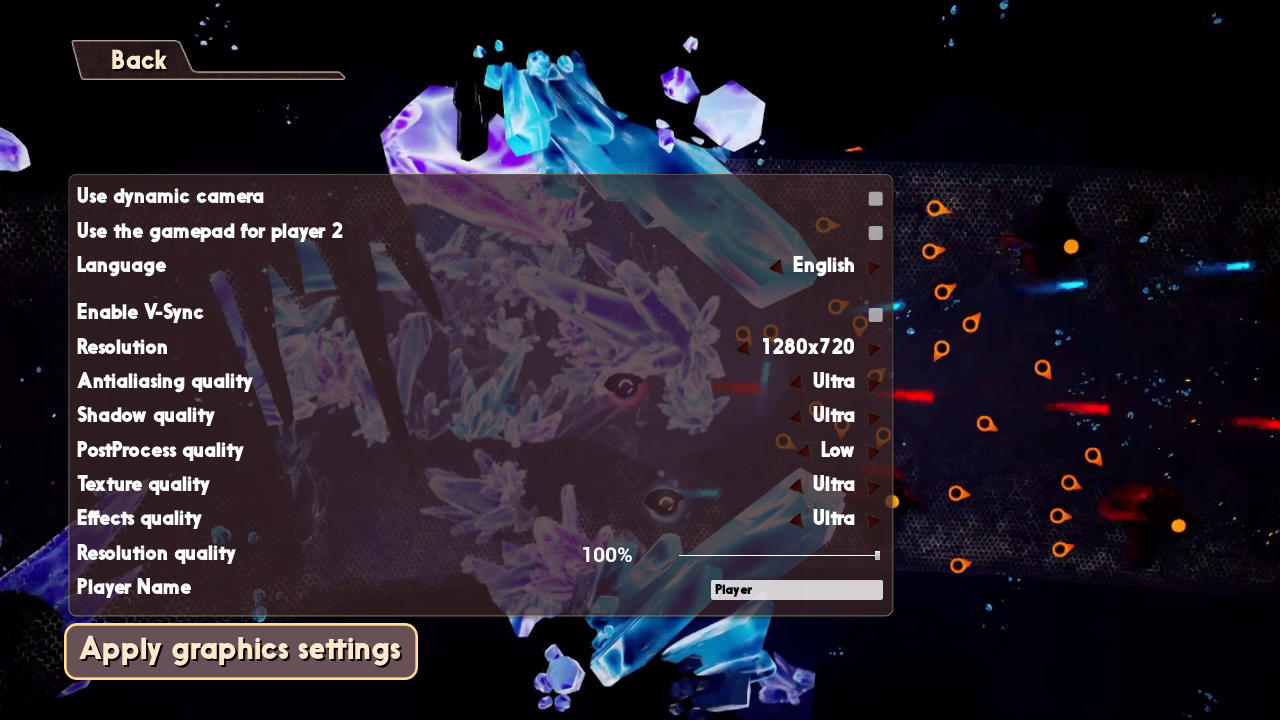 Back
Use dynamic camera
Use the gamepad for player 2
Language English
Enable V-Sync
Resolution 1280x720
Antialiasing quality Ultra
Shadow quality Ultra
PostProcess quality Low
Texture quality Ultra
Effects quality Ultra
Resolution quality 100%
Player Name Player
Apply graphics settings